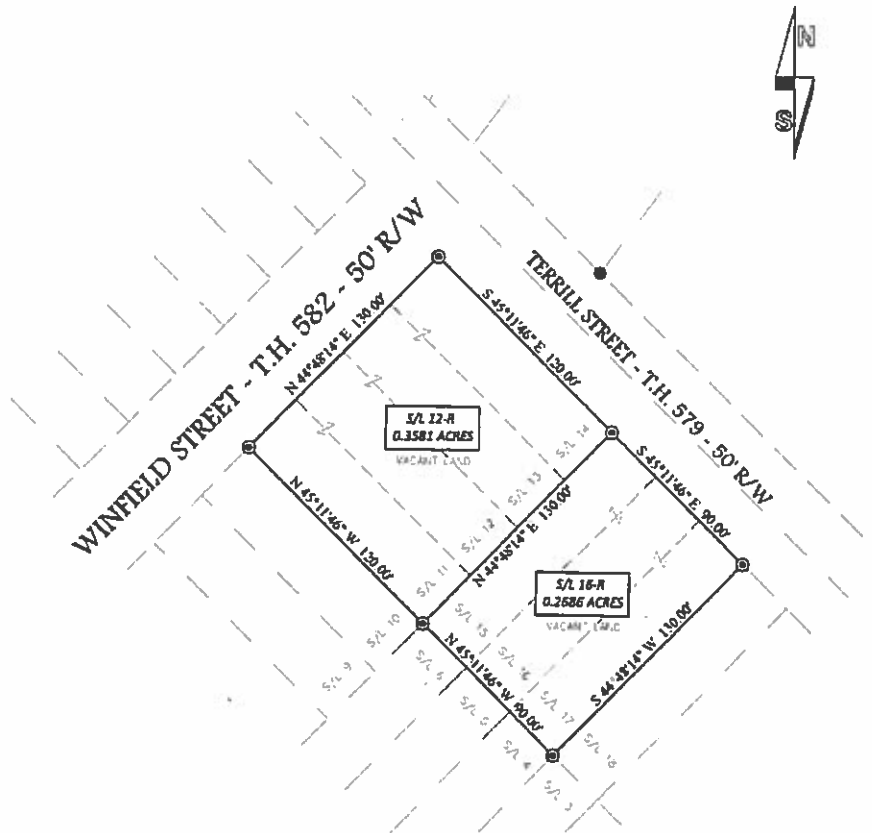 N
S
WINFIELD STREET - T.H. 582 - 50' R/W
TERRILL STREET - T.H. 579 - 50' R/W
N 44°48'14" E 130.00'
S 45°11'46" E 120.00'
S/L 12-R
0.3581 ACRES
VACANT LAND
S/L 14
S/L 13
S/L 12
S/L 11
N 44°48'14" E 130.00'
N 45°11'46" W 120.00'
S 45°11'46" E 90.00'
S/L 16-R
0.2686 ACRES
VACANT LAND
S/L 10
S/L 9
S/L 15
S/L 16
S/L 17
S/L 18
N 45°11'46" W 90.00'
S 44°48'14" W 130.00'
S/L 6
S/L 5
S/L 4
S/L 3